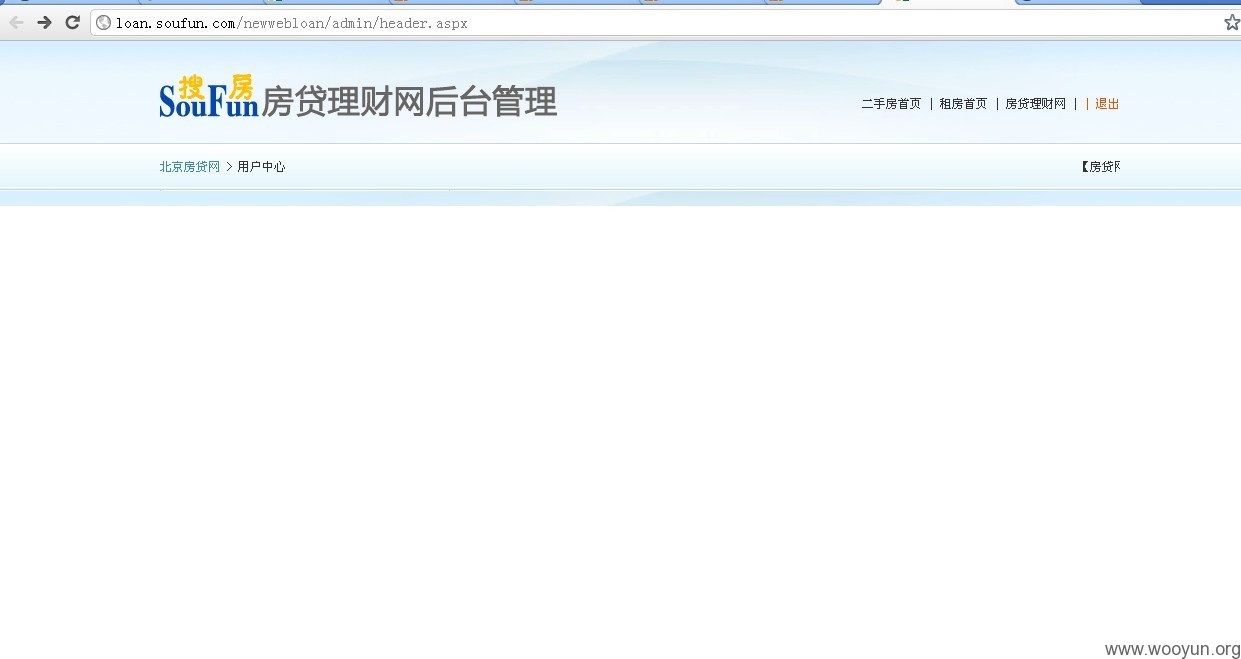 loan.soufun.com/newwebloan/admin/header.aspx
搜房 SouFun 房贷理财网后台管理
二手房首页 | 租房首页 | 房贷理财网 | | 退出
北京房贷网 > 用户中心
【房贷
www.wooyun.org